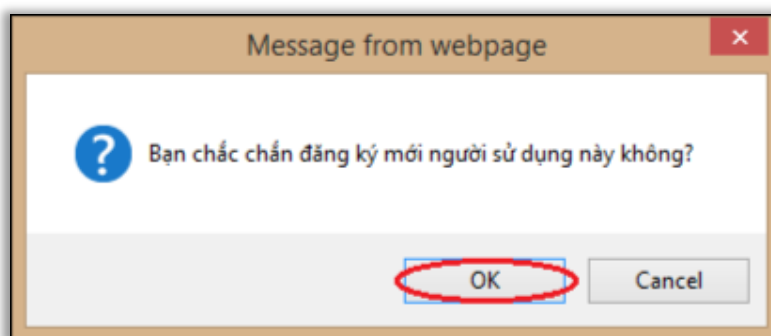 Message from webpage
Bạn chắc chắn đăng ký mới người sử dụng này không?
OK Cancel